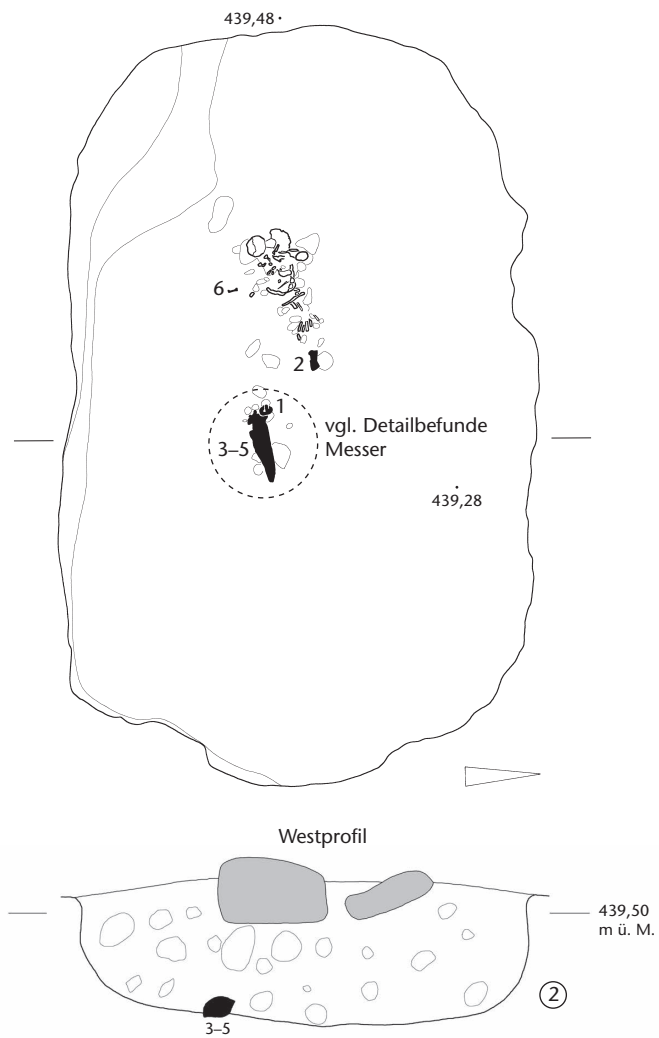 439,48
6
2
1
vgl. Detailbefunde
3–5 Messer
439,28
Westprofil
439,50
m ü. M.
2
3–5